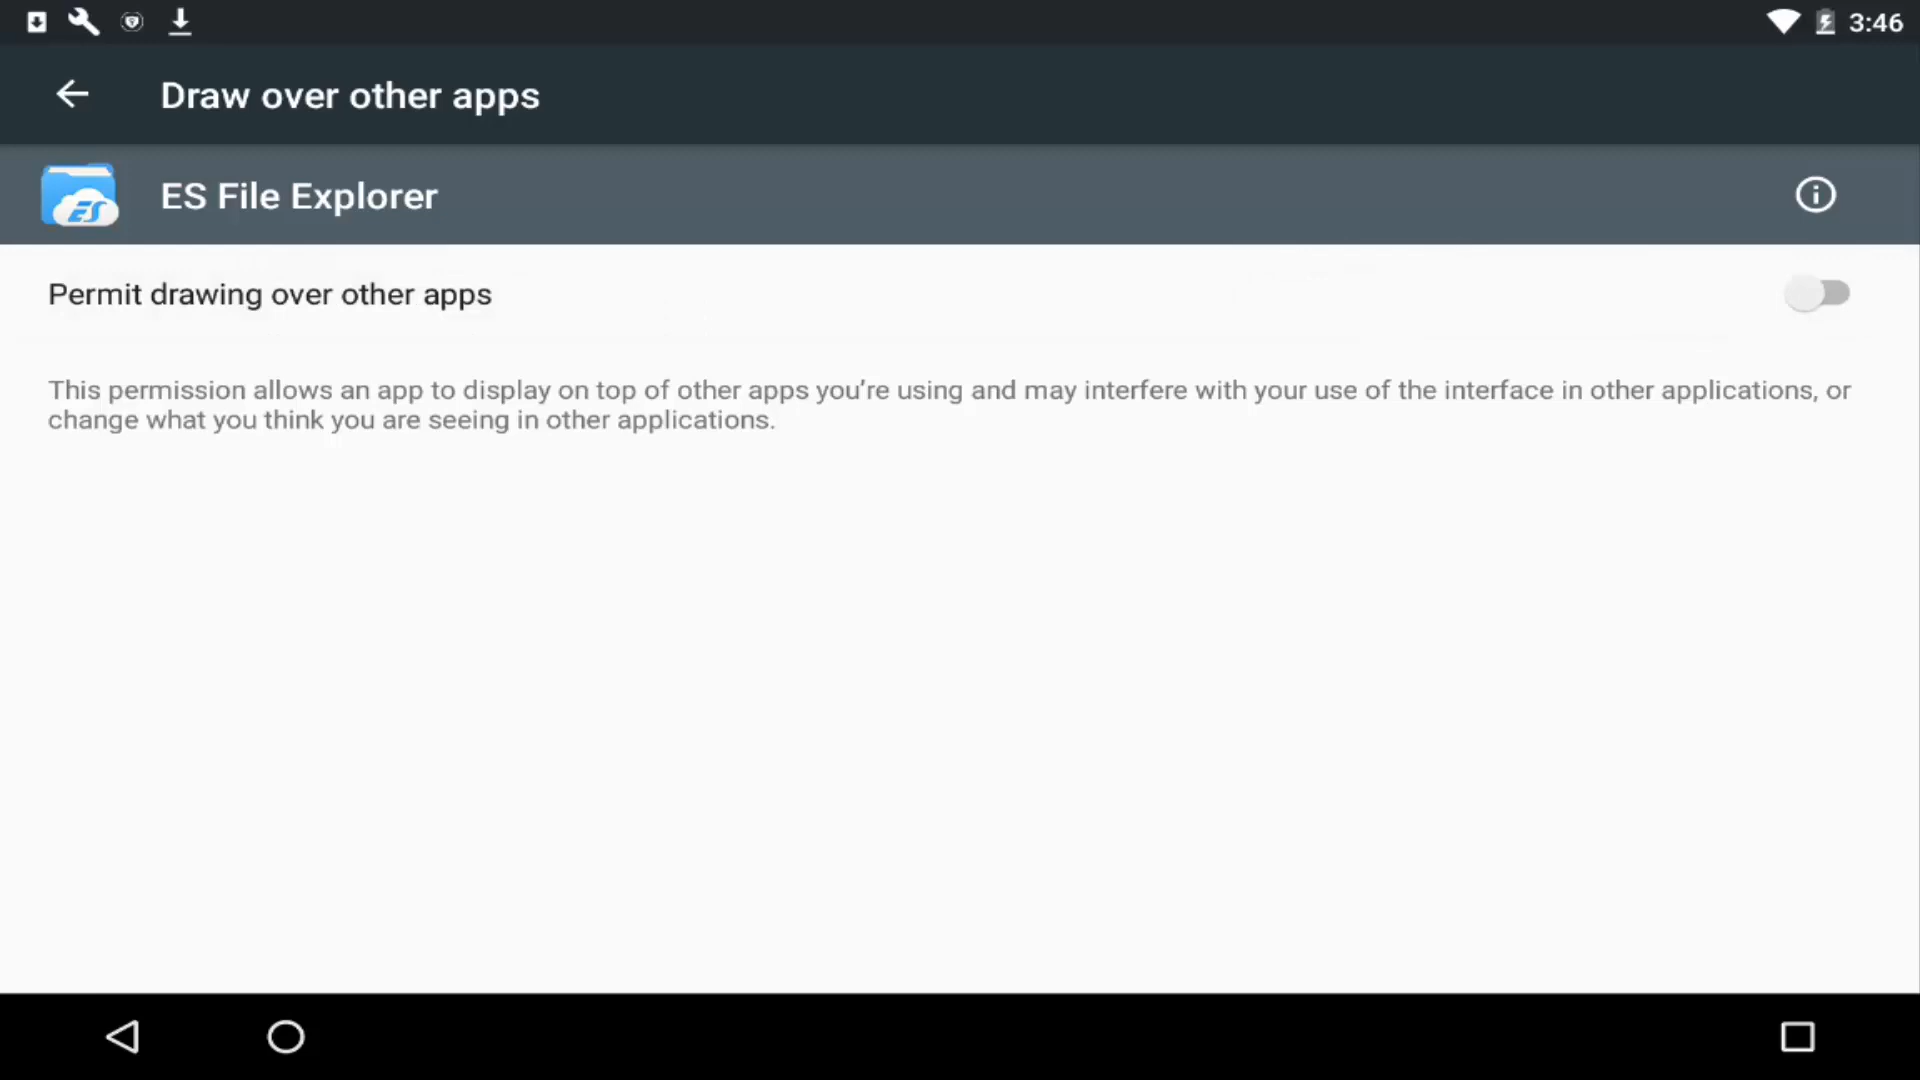 3:46
Draw over other apps
ES
ES File Explorer
Permit drawing over other apps
This permission allows an app to display on top of other apps you’re using and may interfere with your use of the interface in other applications, or
change what you think you are seeing in other applications.